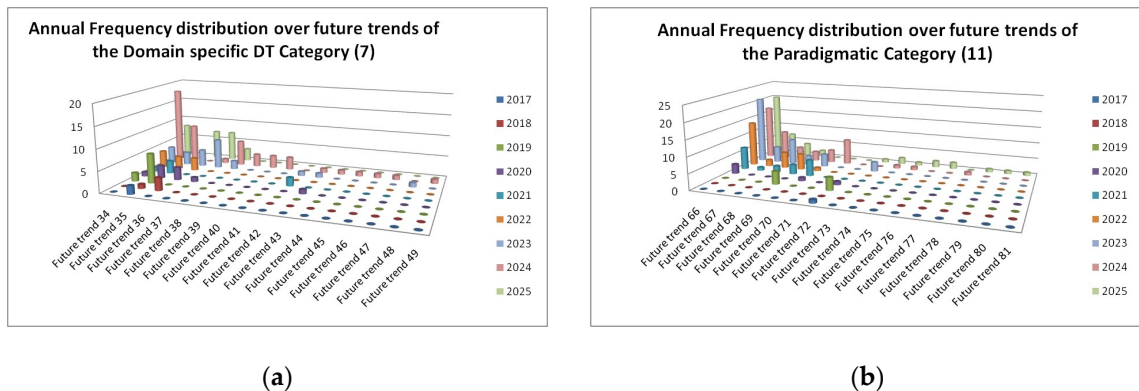 Annual Frequency distribution over future trends of
the Domain specific DT Category (7)
20
15
10
5
0
Future trend 34
Future trend 35
Future trend 36
Future trend 37
Future trend 38
Future trend 39
Future trend 40
Future trend 41
Future trend 42
Future trend 43
Future trend 44
Future trend 45
Future trend 46
Future trend 47
Future trend 48
Future trend 49
2017
2018
2019
2020
2021
2022
2023
2024
2025
(a)
Annual Frequency distribution over future trends of
the Paradigmatic Category (11)
25
20
15
10
5
0
Future trend 66
Future trend 67
Future trend 68
Future trend 69
Future trend 70
Future trend 71
Future trend 72
Future trend 73
Future trend 74
Future trend 75
Future trend 76
Future trend 77
Future trend 78
Future trend 79
Future trend 80
Future trend 81
2017
2018
2019
2020
2021
2022
2023
2024
2025
(b)